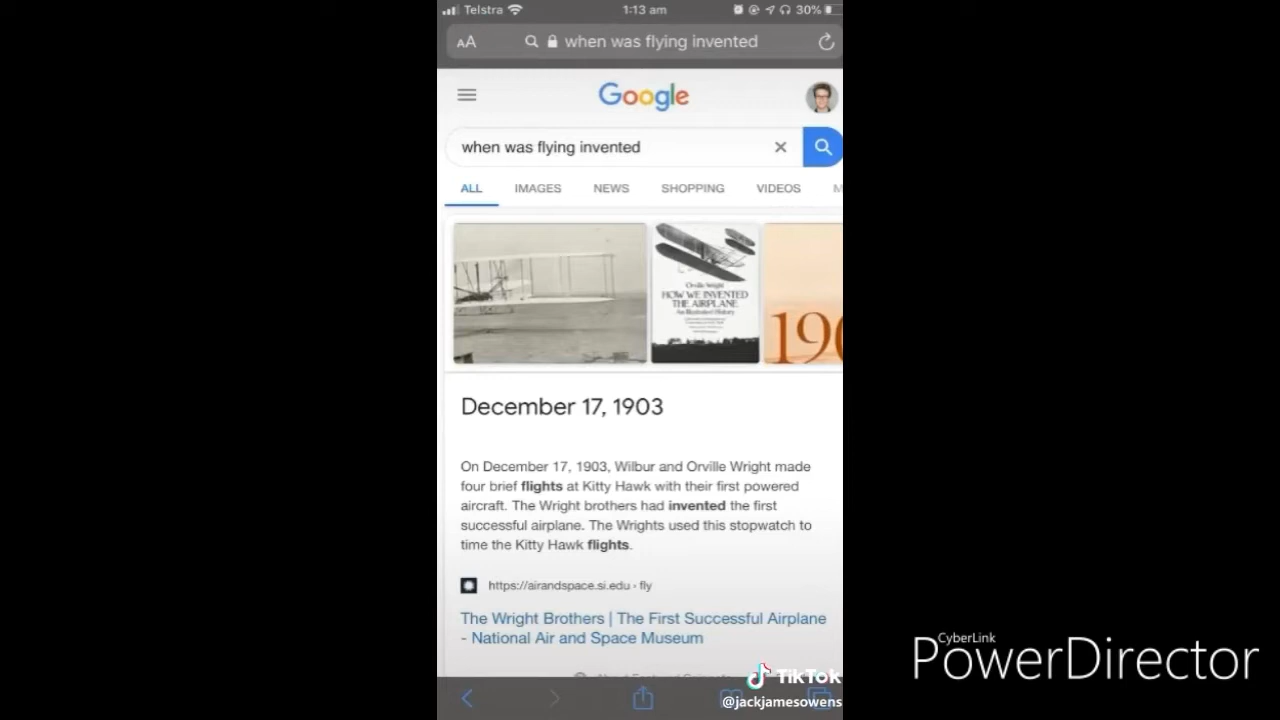 Telstra 1:13 am 30%
AA when was flying invented
Google
when was flying invented
ALL IMAGES NEWS SHOPPING VIDEOS M
Orville Wright
HOW WE INVENTED
THE AIRPLANE
An Illustrated History
190
December 17, 1903
On December 17, 1903, Wilbur and Orville Wright made
four brief flights at Kitty Hawk with their first powered
aircraft. The Wright brothers had invented the first
successful airplane. The Wrights used this stopwatch to
time the Kitty Hawk flights.
https://airandspace.si.edu › fly
The Wright Brothers | The First Successful Airplane
- National Air and Space Museum
TikTok
@jackjamesowens
CyberLink
PowerDirector